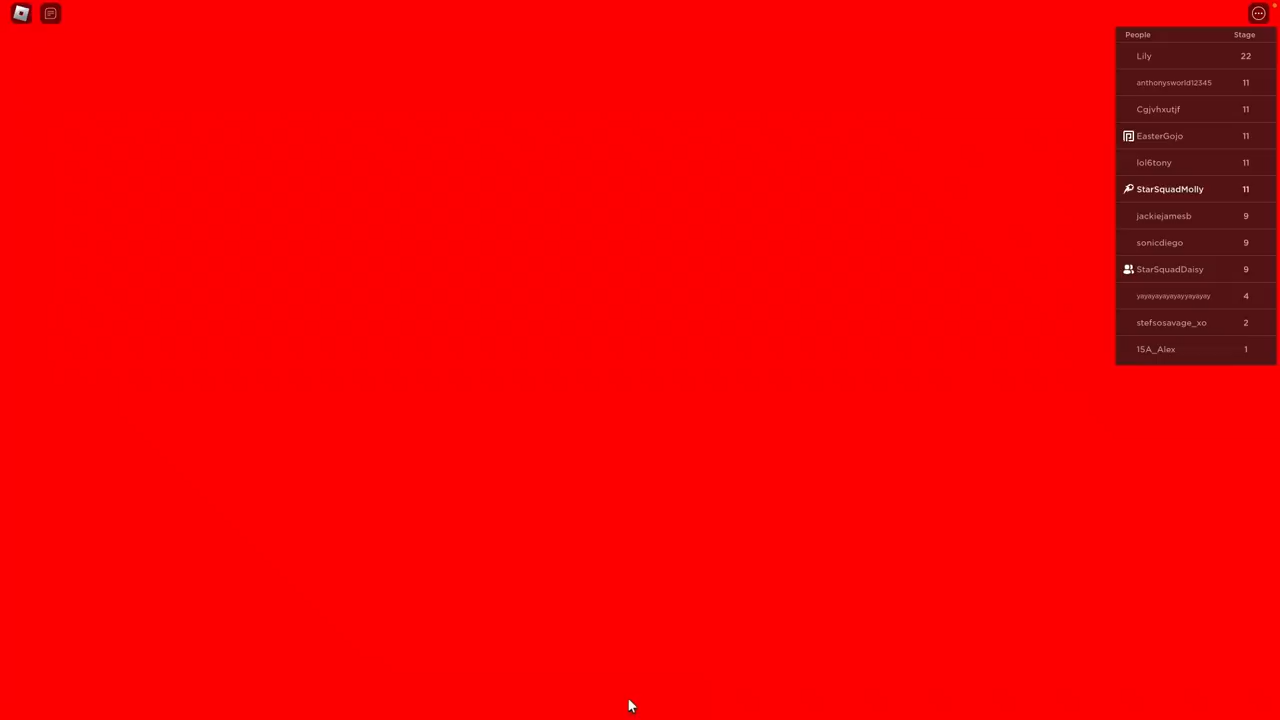 People Stage
Lily 22
anthonysworld12345 11
Cgjvhxutjf 11
EasterGojo 11
lol6tony 11
StarSquadMolly 11
jackiejamesb 9
sonicdiego 9
StarSquadDaisy 9
yayayayayayayyayayay 4
stefsosavage_xo 2
15A_Alex 1